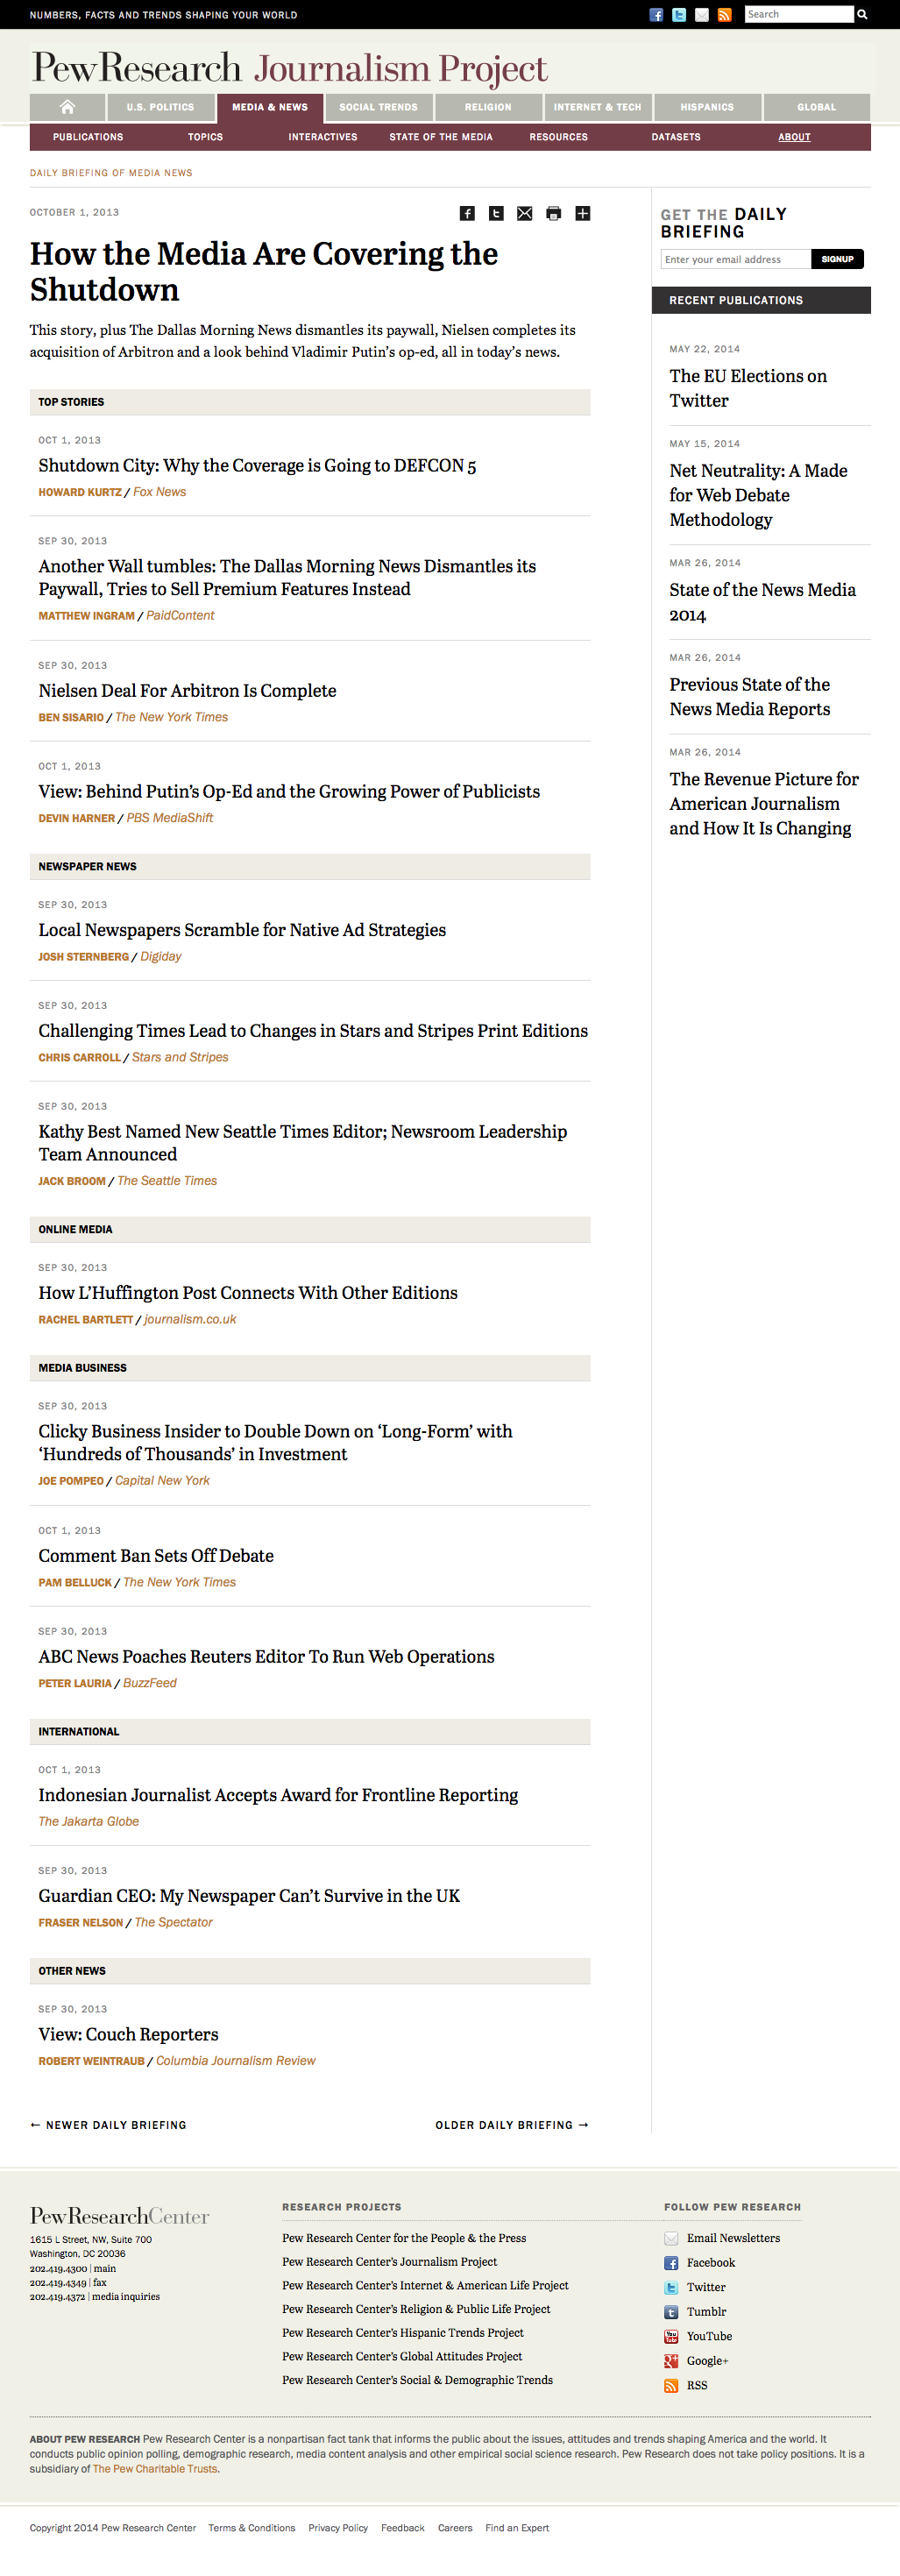 NUMBERS, FACTS AND TRENDS SHAPING YOUR WORLD
Search
PewResearch Journalism Project
U.S. POLITICS
MEDIA & NEWS
SOCIAL TRENDS
RELIGION
INTERNET & TECH
HISPANICS
GLOBAL
PUBLICATIONS
TOPICS
INTERACTIVES
STATE OF THE MEDIA
RESOURCES
DATASETS
ABOUT
DAILY BRIEFING OF MEDIA NEWS
OCTOBER 1, 2013
How the Media Are Covering the
Shutdown
This story, plus The Dallas Morning News dismantles its paywall, Nielsen completes its
acquisition of Arbitron and a look behind Vladimir Putin's op-ed, all in today's news.
TOP STORIES
OCT 1, 2013
Shutdown City: Why the Coverage is Going to DEFCON 5
HOWARD KURTZ / Fox News
SEP 30, 2013
Another Wall tumbles: The Dallas Morning News Dismantles its
Paywall, Tries to Sell Premium Features Instead
MATTHEW INGRAM / PaidContent
SEP 30, 2013
Nielsen Deal For Arbitron Is Complete
BEN SISARIO / The New York Times
OCT 1, 2013
View: Behind Putin's Op-Ed and the Growing Power of Publicists
DEVIN HARNER / PBS MediaShift
NEWSPAPER NEWS
SEP 30, 2013
Local Newspapers Scramble for Native Ad Strategies
JOSH STERNBERG / Digiday
SEP 30, 2013
Challenging Times Lead to Changes in Stars and Stripes Print Editions
CHRIS CARROLL / Stars and Stripes
SEP 30, 2013
Kathy Best Named New Seattle Times Editor; Newsroom Leadership
Team Announced
JACK BROOM / The Seattle Times
ONLINE MEDIA
SEP 30, 2013
How L'Huffington Post Connects With Other Editions
RACHEL BARTLETT / journalism.co.uk
MEDIA BUSINESS
SEP 30, 2013
Clicky Business Insider to Double Down on 'Long-Form' with
'Hundreds of Thousands' in Investment
JOE POMPEO / Capital New York
OCT 1, 2013
Comment Ban Sets Off Debate
PAM BELLUCK / The New York Times
SEP 30, 2013
ABC News Poaches Reuters Editor To Run Web Operations
PETER LAURIA / BuzzFeed
INTERNATIONAL
OCT 1, 2013
Indonesian Journalist Accepts Award for Frontline Reporting
The Jakarta Globe
SEP 30, 2013
Guardian CEO: My Newspaper Can't Survive in the UK
FRASER NELSON / The Spectator
OTHER NEWS
SEP 30, 2013
View: Couch Reporters
ROBERT WEINTRAUB / Columbia Journalism Review
← NEWER DAILY BRIEFING
OLDER DAILY BRIEFING →
GET THE DAILY
BRIEFING
Enter your email address
SIGNUP
RECENT PUBLICATIONS
MAY 22, 2014
The EU Elections on
Twitter
MAY 15, 2014
Net Neutrality: A Made
for Web Debate
Methodology
MAR 26, 2014
State of the News Media
2014
MAR 26, 2014
Previous State of the
News Media Reports
MAR 26, 2014
The Revenue Picture for
American Journalism
and How It Is Changing
PewResearchCenter
1615 L Street, NW, Suite 700
Washington, DC 20036
202.419.4300 | main
202.419.4349 | fax
202.419.4372 | media inquiries
RESEARCH PROJECTS
Pew Research Center for the People & the Press
Pew Research Center's Journalism Project
Pew Research Center's Internet & American Life Project
Pew Research Center's Religion & Public Life Project
Pew Research Center's Hispanic Trends Project
Pew Research Center's Global Attitudes Project
Pew Research Center's Social & Demographic Trends
FOLLOW PEW RESEARCH
Email Newsletters
Facebook
Twitter
Tumblr
YouTube
Google+
RSS
ABOUT PEW RESEARCH Pew Research Center is a nonpartisan fact tank that informs the public about the issues, attitudes and trends shaping America and the world. It
conducts public opinion polling, demographic research, media content analysis and other empirical social science research. Pew Research does not take policy positions. It is a
subsidiary of The Pew Charitable Trusts.
Copyright 2014 Pew Research Center
Terms & Conditions
Privacy Policy
Feedback
Careers
Find an Expert